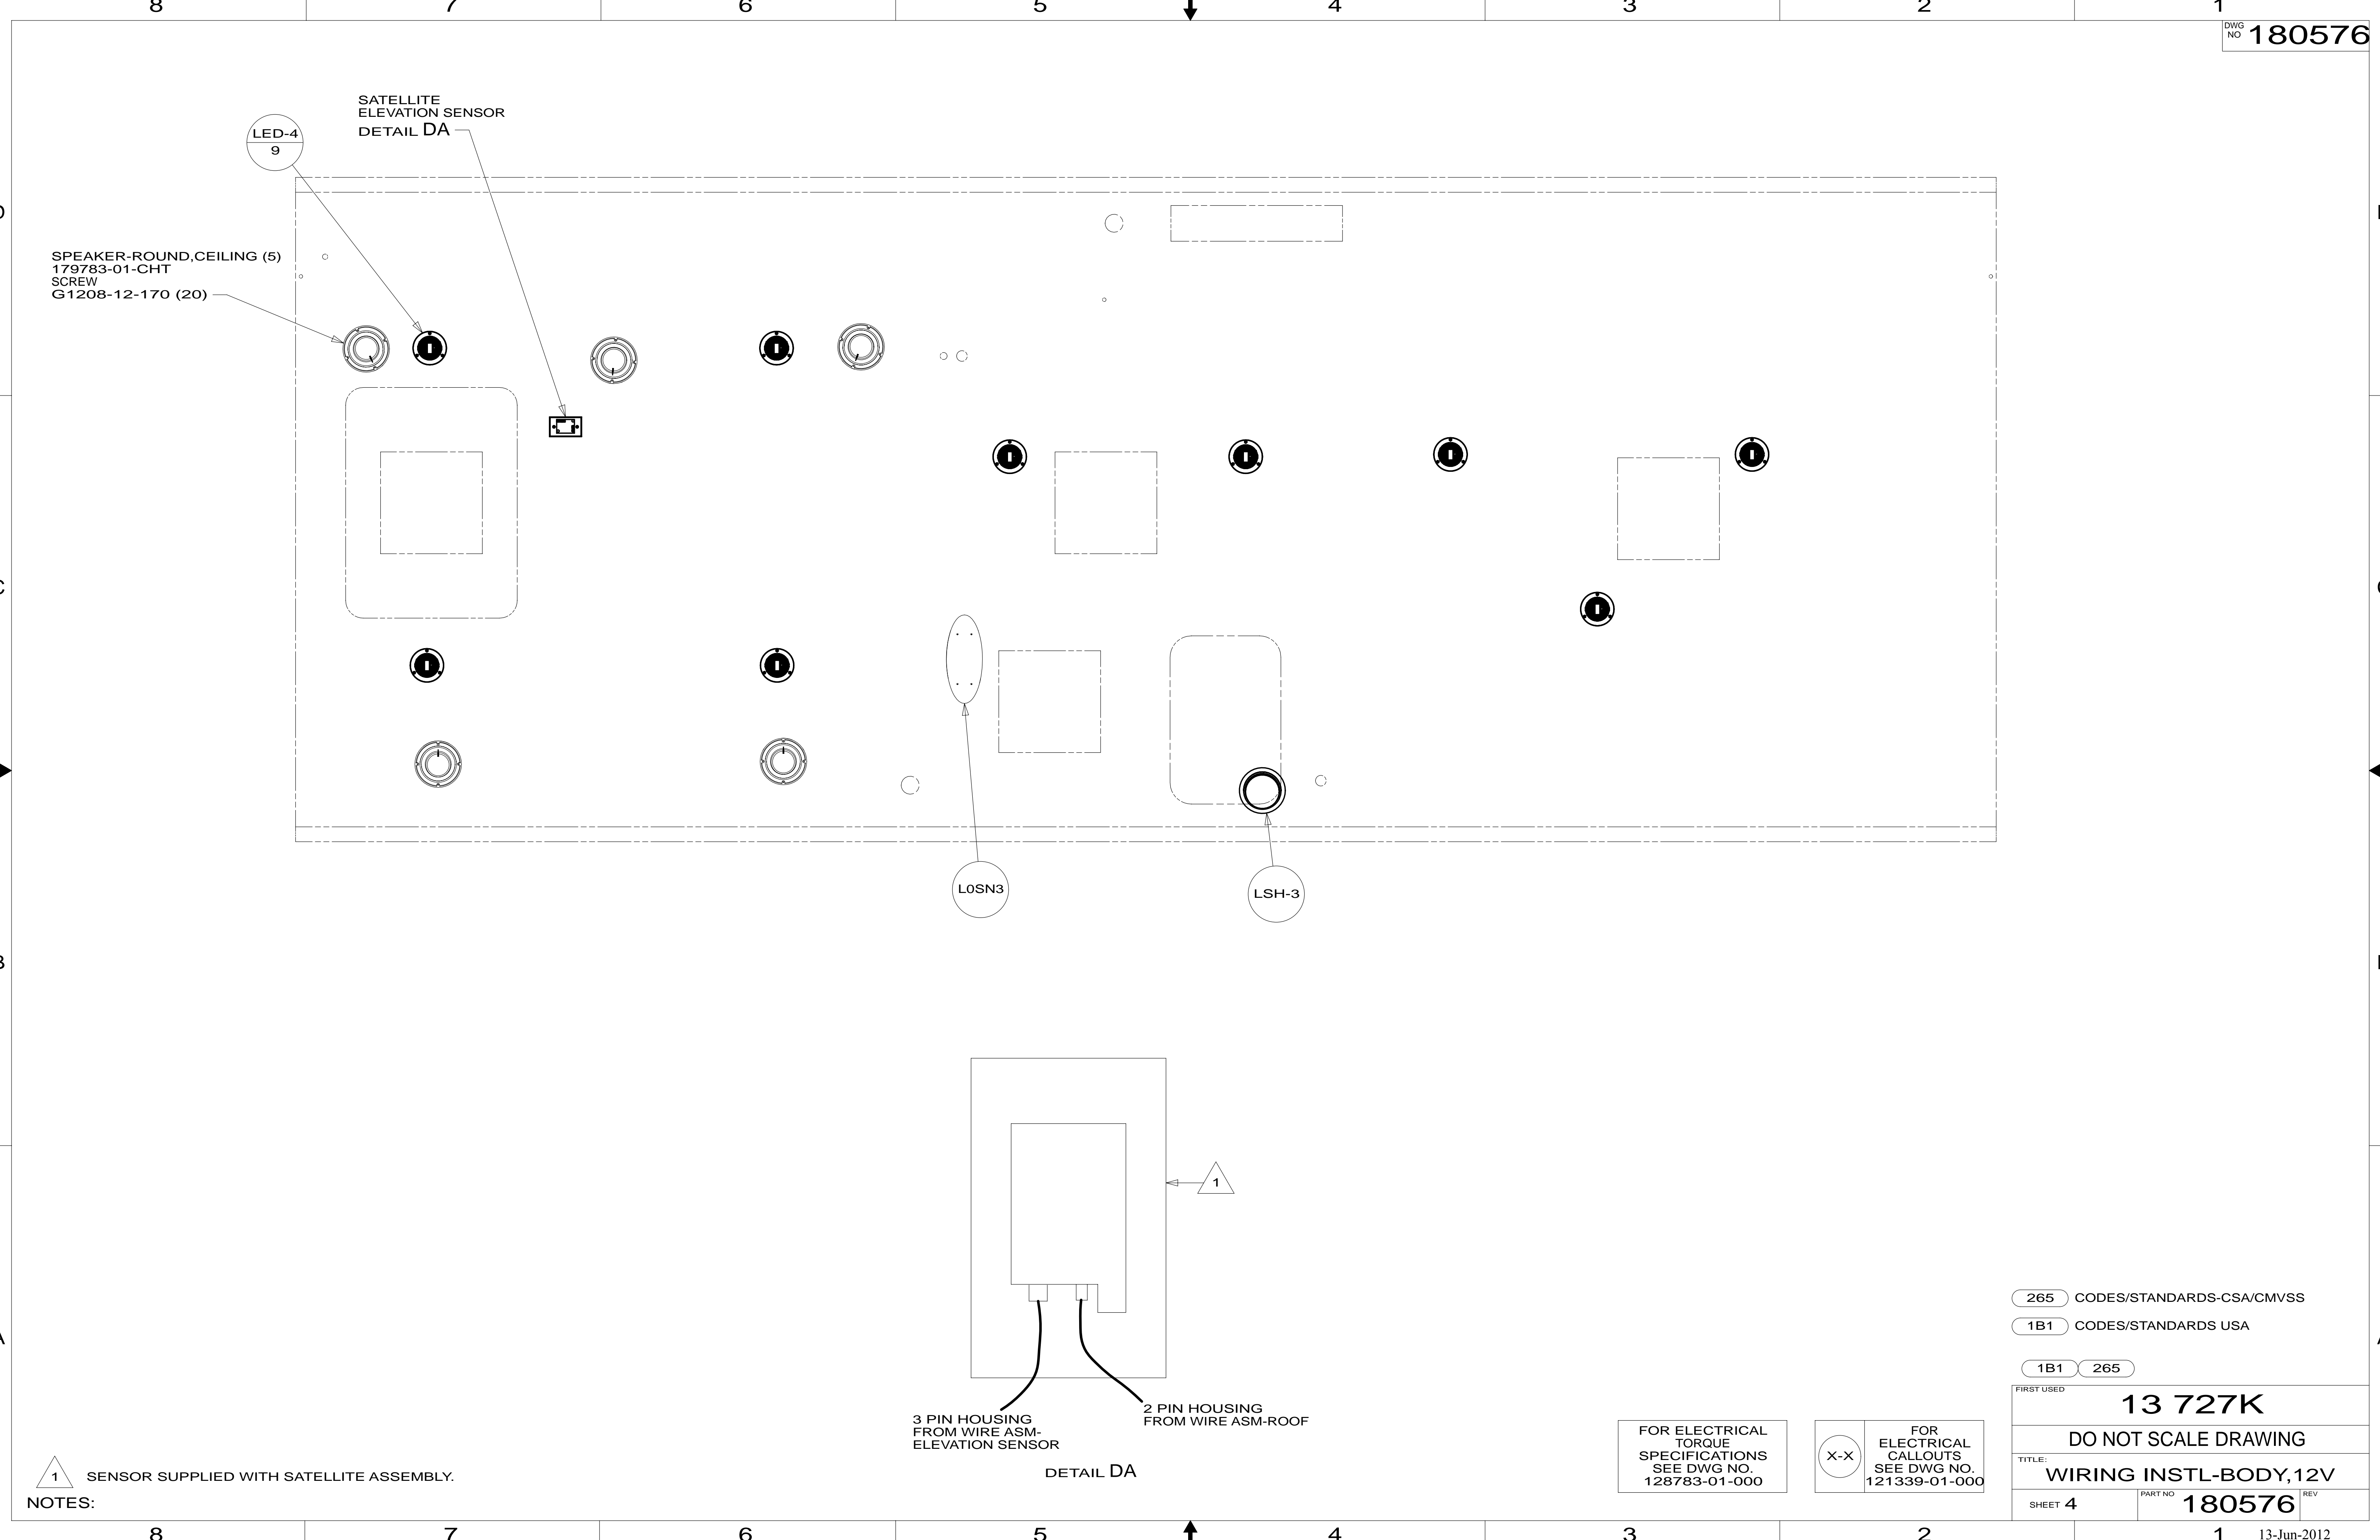 8 7 6 5 4 3 2 1
DWG
NO 180576
SATELLITE
ELEVATION SENSOR
DETAIL DA
LED-4
9
SPEAKER-ROUND,CEILING (5)
179783-01-CHT
SCREW
G1208-12-170 (20)
L0SN3
LSH-3
1
3 PIN HOUSING
FROM WIRE ASM-
ELEVATION SENSOR
2 PIN HOUSING
FROM WIRE ASM-ROOF
DETAIL DA
1 SENSOR SUPPLIED WITH SATELLITE ASSEMBLY.
NOTES:
FOR ELECTRICAL
TORQUE
SPECIFICATIONS
SEE DWG NO.
128783-01-000
X-X
FOR
ELECTRICAL
CALLOUTS
SEE DWG NO.
121339-01-000
265 CODES/STANDARDS-CSA/CMVSS
1B1 CODES/STANDARDS USA
1B1 265
FIRST USED
13 727K
DO NOT SCALE DRAWING
TITLE:
WIRING INSTL-BODY,12V
SHEET 4
PART NO 180576
REV
8 7 6 5 4 3 2 1
13-Jun-2012